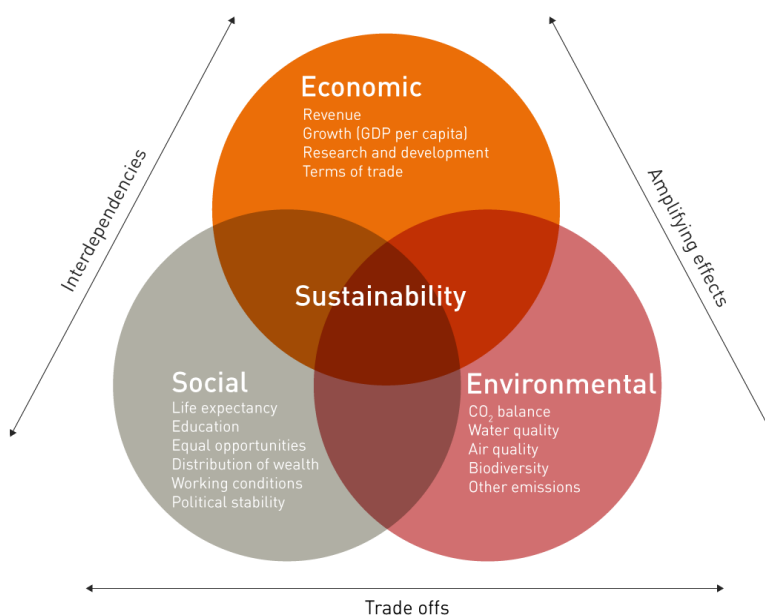 Economic
Revenue
Growth (GDP per capita)
Research and development
Terms of trade
Interdependencies
Amplifying effects
Sustainability
Social
Life expectancy
Education
Equal opportunities
Distribution of wealth
Working conditions
Political stability
Environmental
CO₂ balance
Water quality
Air quality
Biodiversity
Other emissions
Trade offs